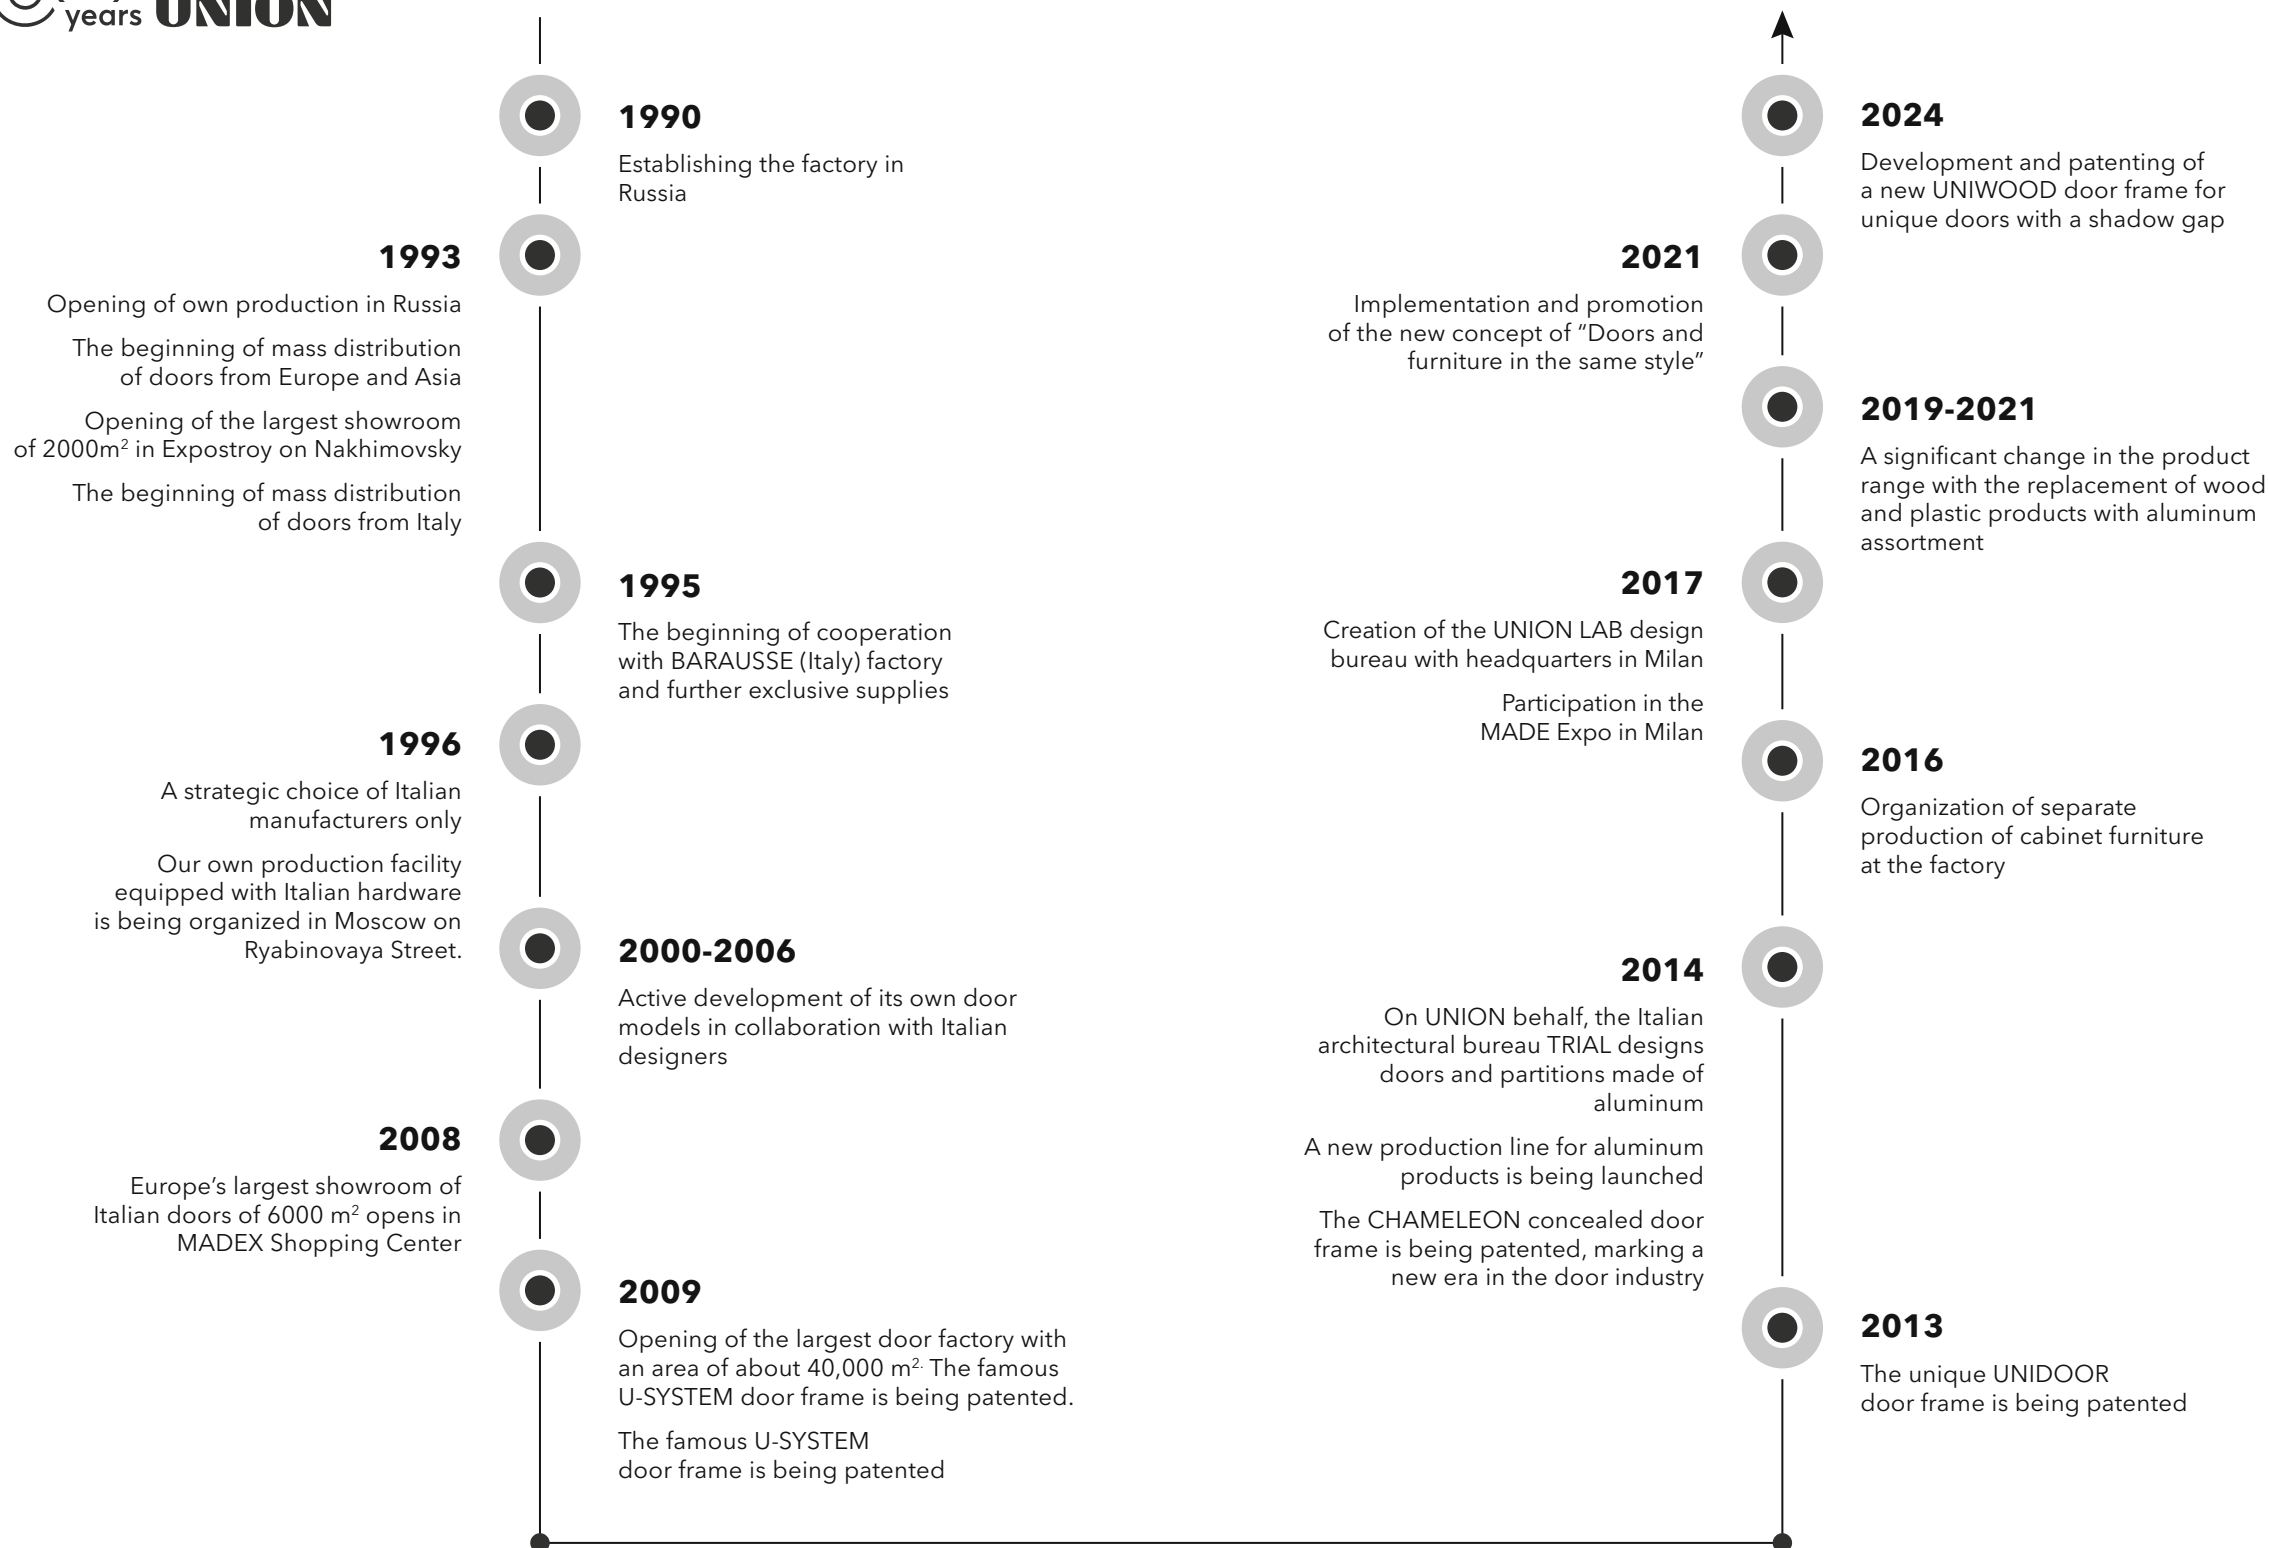 years UNION
1990
Establishing the factory in
Russia
1993
Opening of own production in Russia
The beginning of mass distribution
of doors from Europe and Asia
Opening of the largest showroom
of 2000m² in Expostroy on Nakhimovsky
The beginning of mass distribution
of doors from Italy
1995
The beginning of cooperation
with BARAUSSE (Italy) factory
and further exclusive supplies
1996
A strategic choice of Italian
manufacturers only
Our own production facility
equipped with Italian hardware
is being organized in Moscow on
Ryabinovaya Street.
2000-2006
Active development of its own door
models in collaboration with Italian
designers
2008
Europe’s largest showroom of
Italian doors of 6000 m² opens in
MADEX Shopping Center
2009
Opening of the largest door factory with
an area of about 40,000 m². The famous
U-SYSTEM door frame is being patented.
The famous U-SYSTEM
door frame is being patented
2013
The unique UNIDOOR
door frame is being patented
2014
On UNION behalf, the Italian
architectural bureau TRIAL designs
doors and partitions made of
aluminum
A new production line for aluminum
products is being launched
The CHAMELEON concealed door
frame is being patented, marking a
new era in the door industry
2016
Organization of separate
production of cabinet furniture
at the factory
2017
Creation of the UNION LAB design
bureau with headquarters in Milan
Participation in the
MADE Expo in Milan
2019-2021
A significant change in the product
range with the replacement of wood
and plastic products with aluminum
assortment
2021
Implementation and promotion
of the new concept of “Doors and
furniture in the same style”
2024
Development and patenting of
a new UNIWOOD door frame for
unique doors with a shadow gap